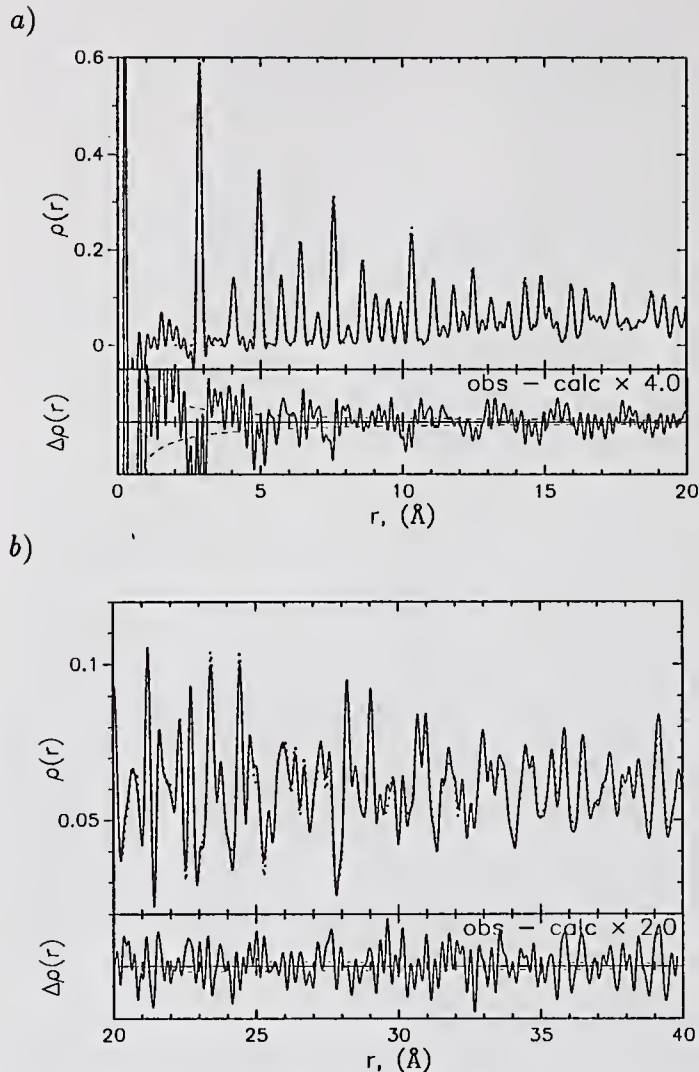 a)
0.6
0.4
0.2
0
ρ(r)
obs − calc × 4.0
Δρ(r)
0 5 10 15 20
r, (Å)
b)
0.1
0.05
ρ(r)
obs − calc × 2.0
Δρ(r)
20 25 30 35 40
r, (Å)